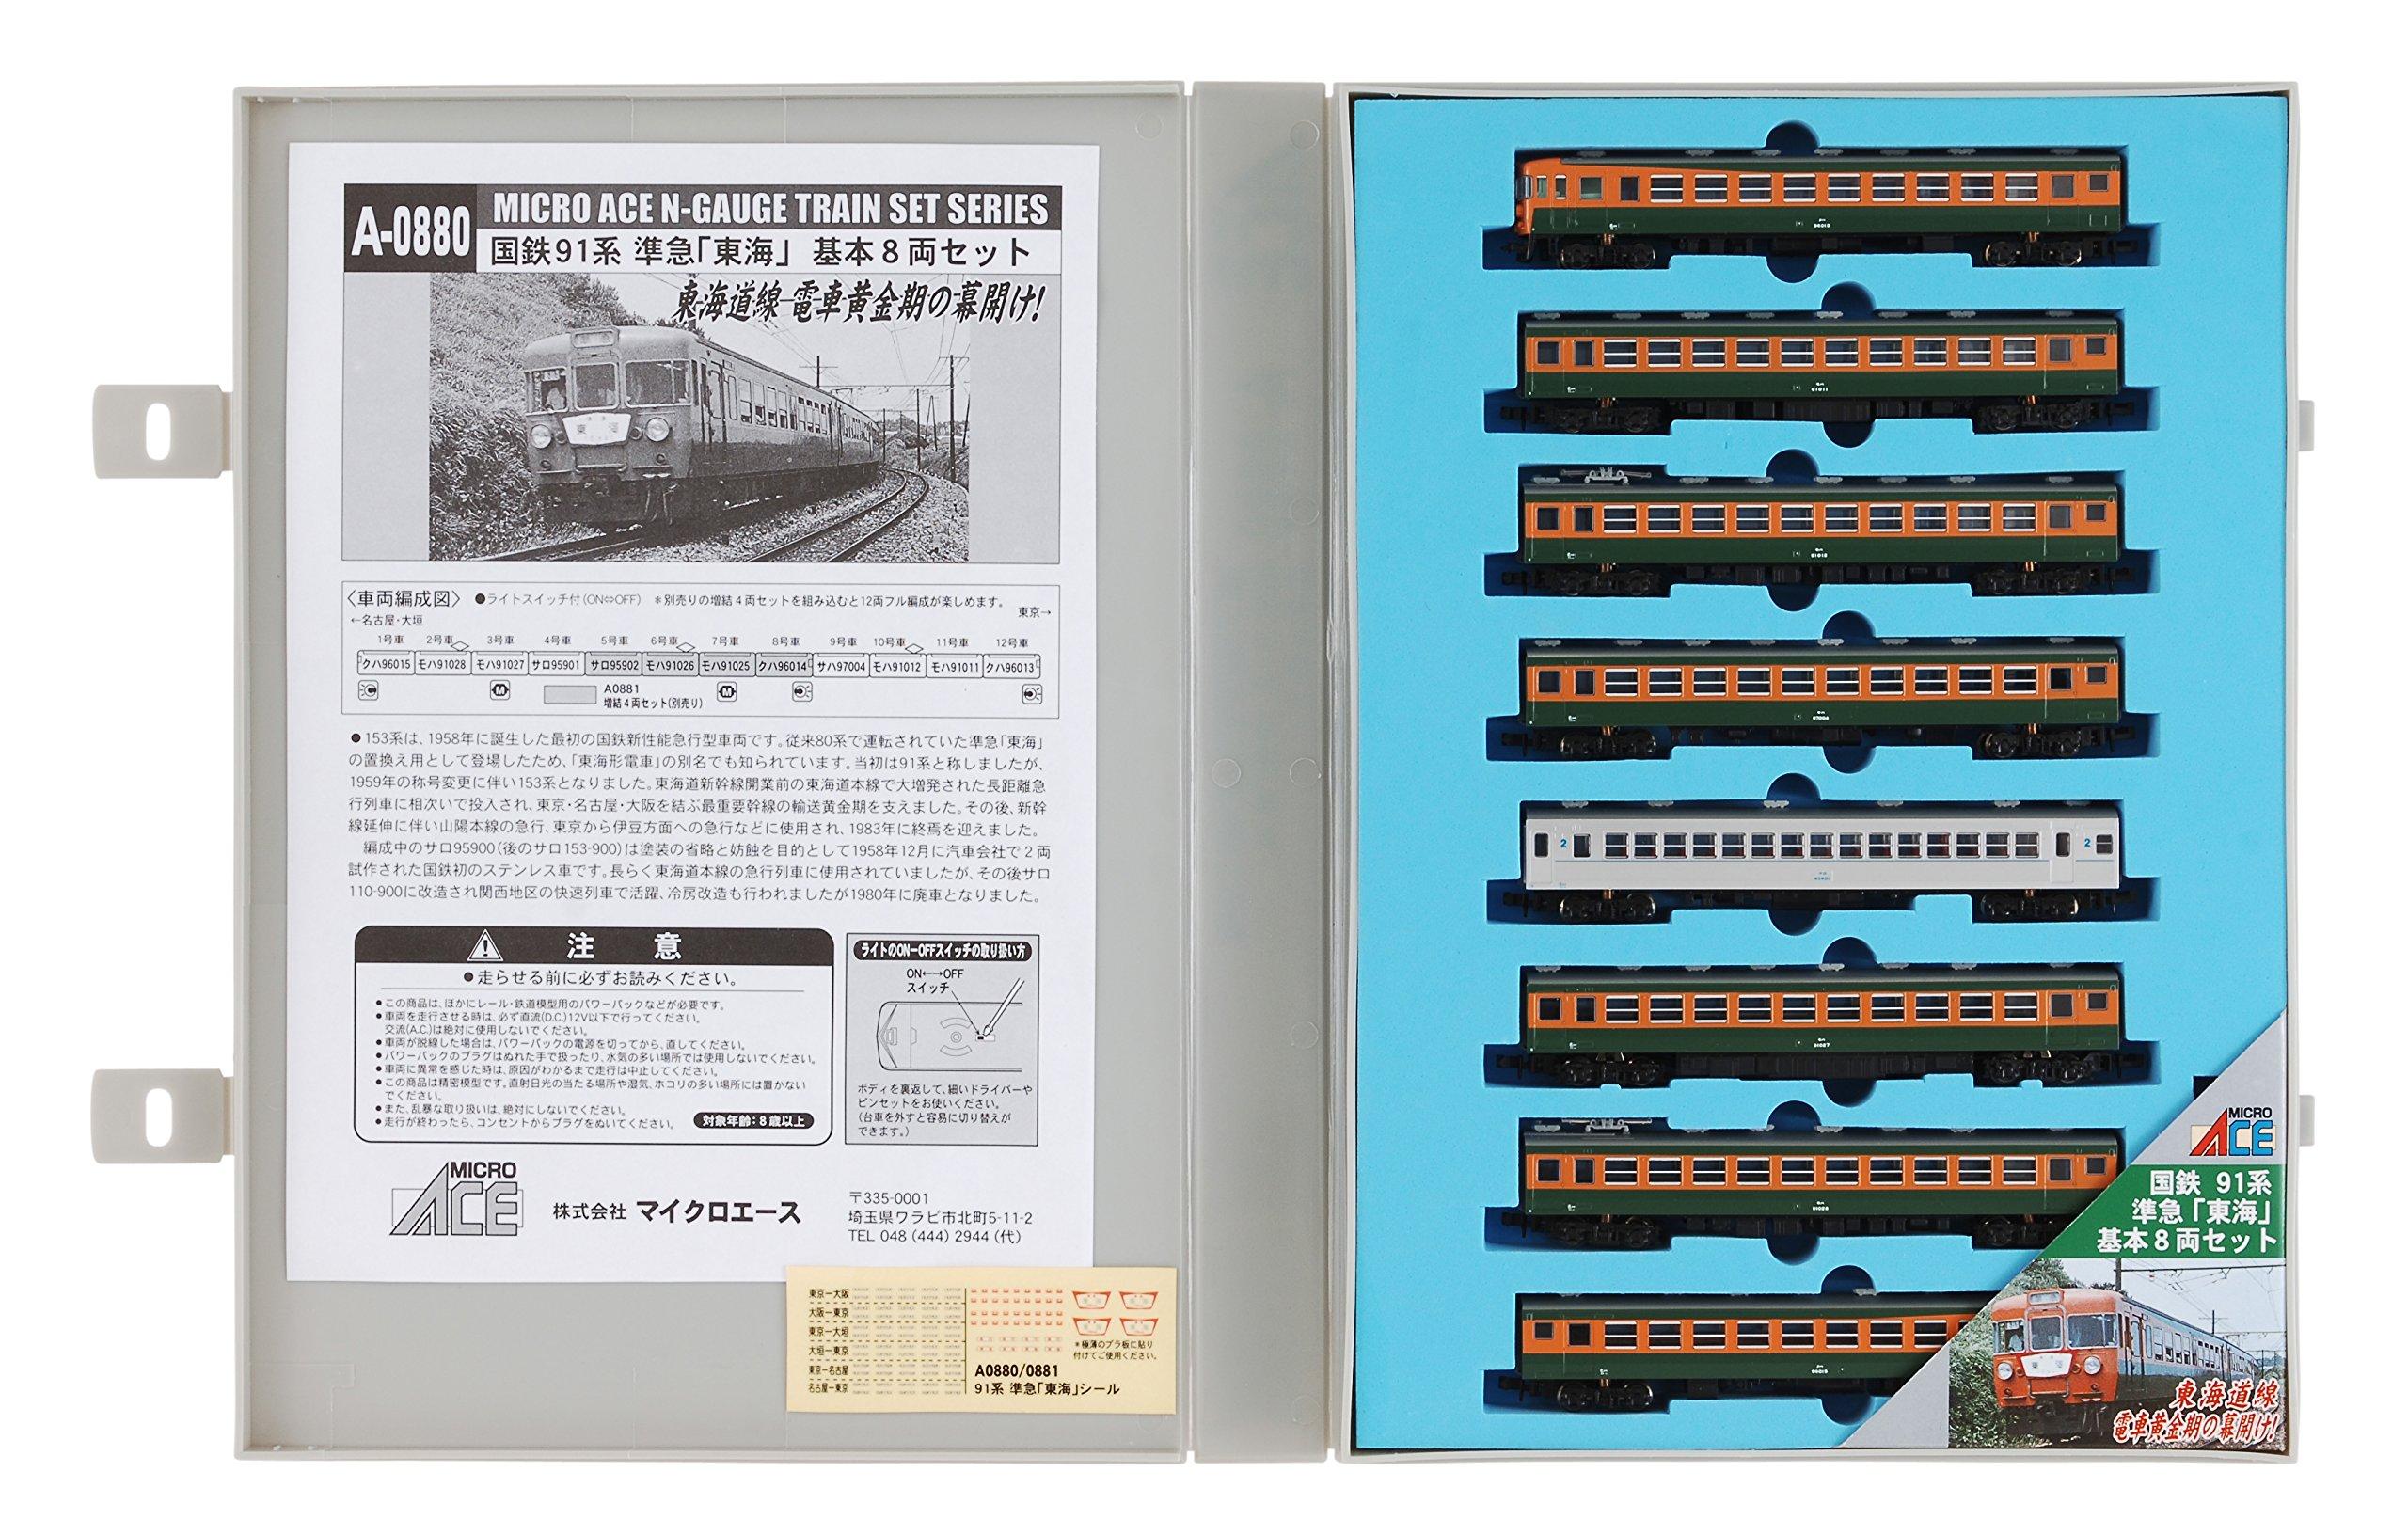 A-0880
MICRO ACE N-GAUGE TRAIN SET SERIES
国鉄91系 準急「東海」 基本8両セット
東海道線 電車黄金期の幕開け!
〈車両編成図〉 ●ライトスイッチ付(ON⇔OFF) *別売りの増結4両セットを組み込むと12両フル編成が楽しめます。
東京→
←名古屋・大垣
1号車 2号車 3号車 4号車 5号車 6号車 7号車 8号車 9号車 10号車 11号車 12号車
クハ96015 モハ91028 モハ91027 サロ95901 サロ95902 モハ91026 モハ91025 クハ96014 サハ97004 モハ91012 モハ91011 クハ96013
M
M
A0881
増結4両セット(別売り)
●153系は、1958年に誕生した最初の国鉄新性能急行型車両です。従来80系で運転されていた準急「東海」
の置換え用として登場したため、「東海形電車」の別名でも知られています。当初は91系と称しましたが、
1959年の称号変更に伴い153系となりました。東海道新幹線開業前の東海道本線で大増発された長距離急
行列車に相次いで投入され、東京・名古屋・大阪を結ぶ最重要幹線の輸送黄金期を支えました。その後、新幹
線延伸に伴い山陽本線の急行、東京から伊豆方面への急行などに使用され、1983年に終焉を迎えました。
編成中のサロ95900(後のサロ153-900)は塗装の省略と妨蝕を目的として1958年12月に汽車会社で2両
試作された国鉄初のステンレス車です。長らく東海道本線の急行列車に使用されていましたが、その後サロ
110-900に改造され関西地区の快速列車で活躍、冷房改造も行われましたが1980年に廃車となりました。
注 意
●走らせる前に必ずお読みください。
●この商品は、ほかにレール・鉄道模型用のパワーパックなどが必要です。
●車両を走行させる時は、必ず直流(D.C.)12V以下で行ってください。
交流(A.C.)は絶対に使用しないでください。
●車両が脱線した場合は、パワーパックの電源を切ってから、直してください。
●パワーパックのプラグはぬれた手で扱ったり、水気の多い場所では使用しないでください。
●車両に異常を感じた時は、原因がわかるまで走行は中止してください。
●この商品は精密模型です。直射日光の当たる場所や湿気、ホコリの多い場所には置かない
でください。
●また、乱暴な取り扱いは、絶対にしないでください。
●走行が終わったら、コンセントからプラグをぬいてください。
対象年齢:8歳以上
ライトのON-OFFスイッチの取り扱い方
ON←→OFF
スイッチ
ボディを裏返して、細いドライバーや
ピンセットをお使いください。
(台車を外すと容易に切り替えが
できます。)
MICRO
ACE
株式会社 マイクロエース
〒335-0001
埼玉県ワラビ市北町5-11-2
TEL 048 (444) 2944 (代)
東京ー大阪
大阪ー東京
東京ー大垣
大垣ー東京
東京ー名古屋
名古屋ー東京
*極薄のプラ板に貼り
付けてご使用ください。
A0880/0881
91系 準急「東海」シール
2
2
MICRO
ACE
国鉄 91系
準急「東海」
基本8両セット
東海道線
電車黄金期の幕開け!